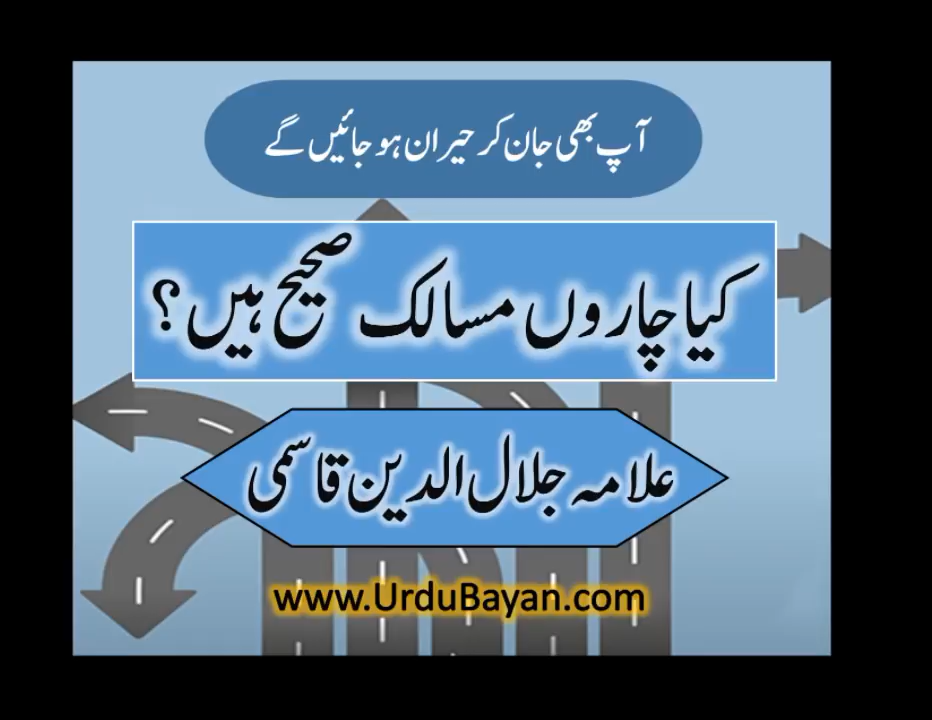 آپ بھی جان کر حیران ہو جائیں گے
کیا چاروں مسالک صحیح ہیں؟
علامہ جلال الدین قاسمی
www.UrduBayan.com